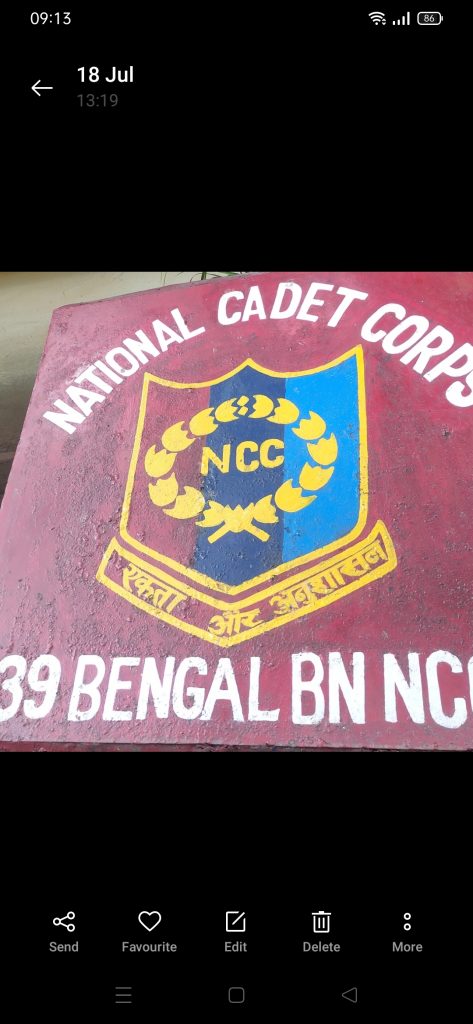 09:13
86
18 Jul
13:19
NATIONAL CADET CORPS
NCC
एकता और अनुशासन
39 BENGAL BN NCC
Send Favourite Edit Delete More